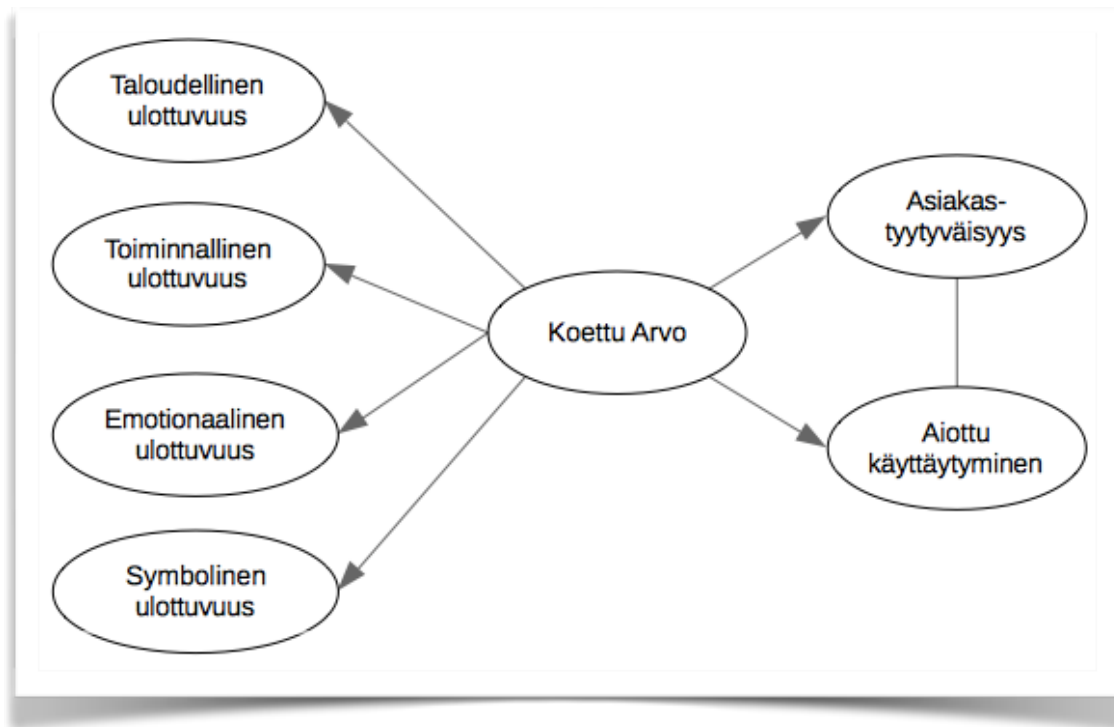 Taloudellinen
ulottuvuus
Toiminnallinen
ulottuvuus
Emotionaalinen
ulottuvuus
Symbolinen
ulottuvuus
Koettu Arvo
Asiakas-
tyytyväisyys
Aiottu
käyttäytyminen